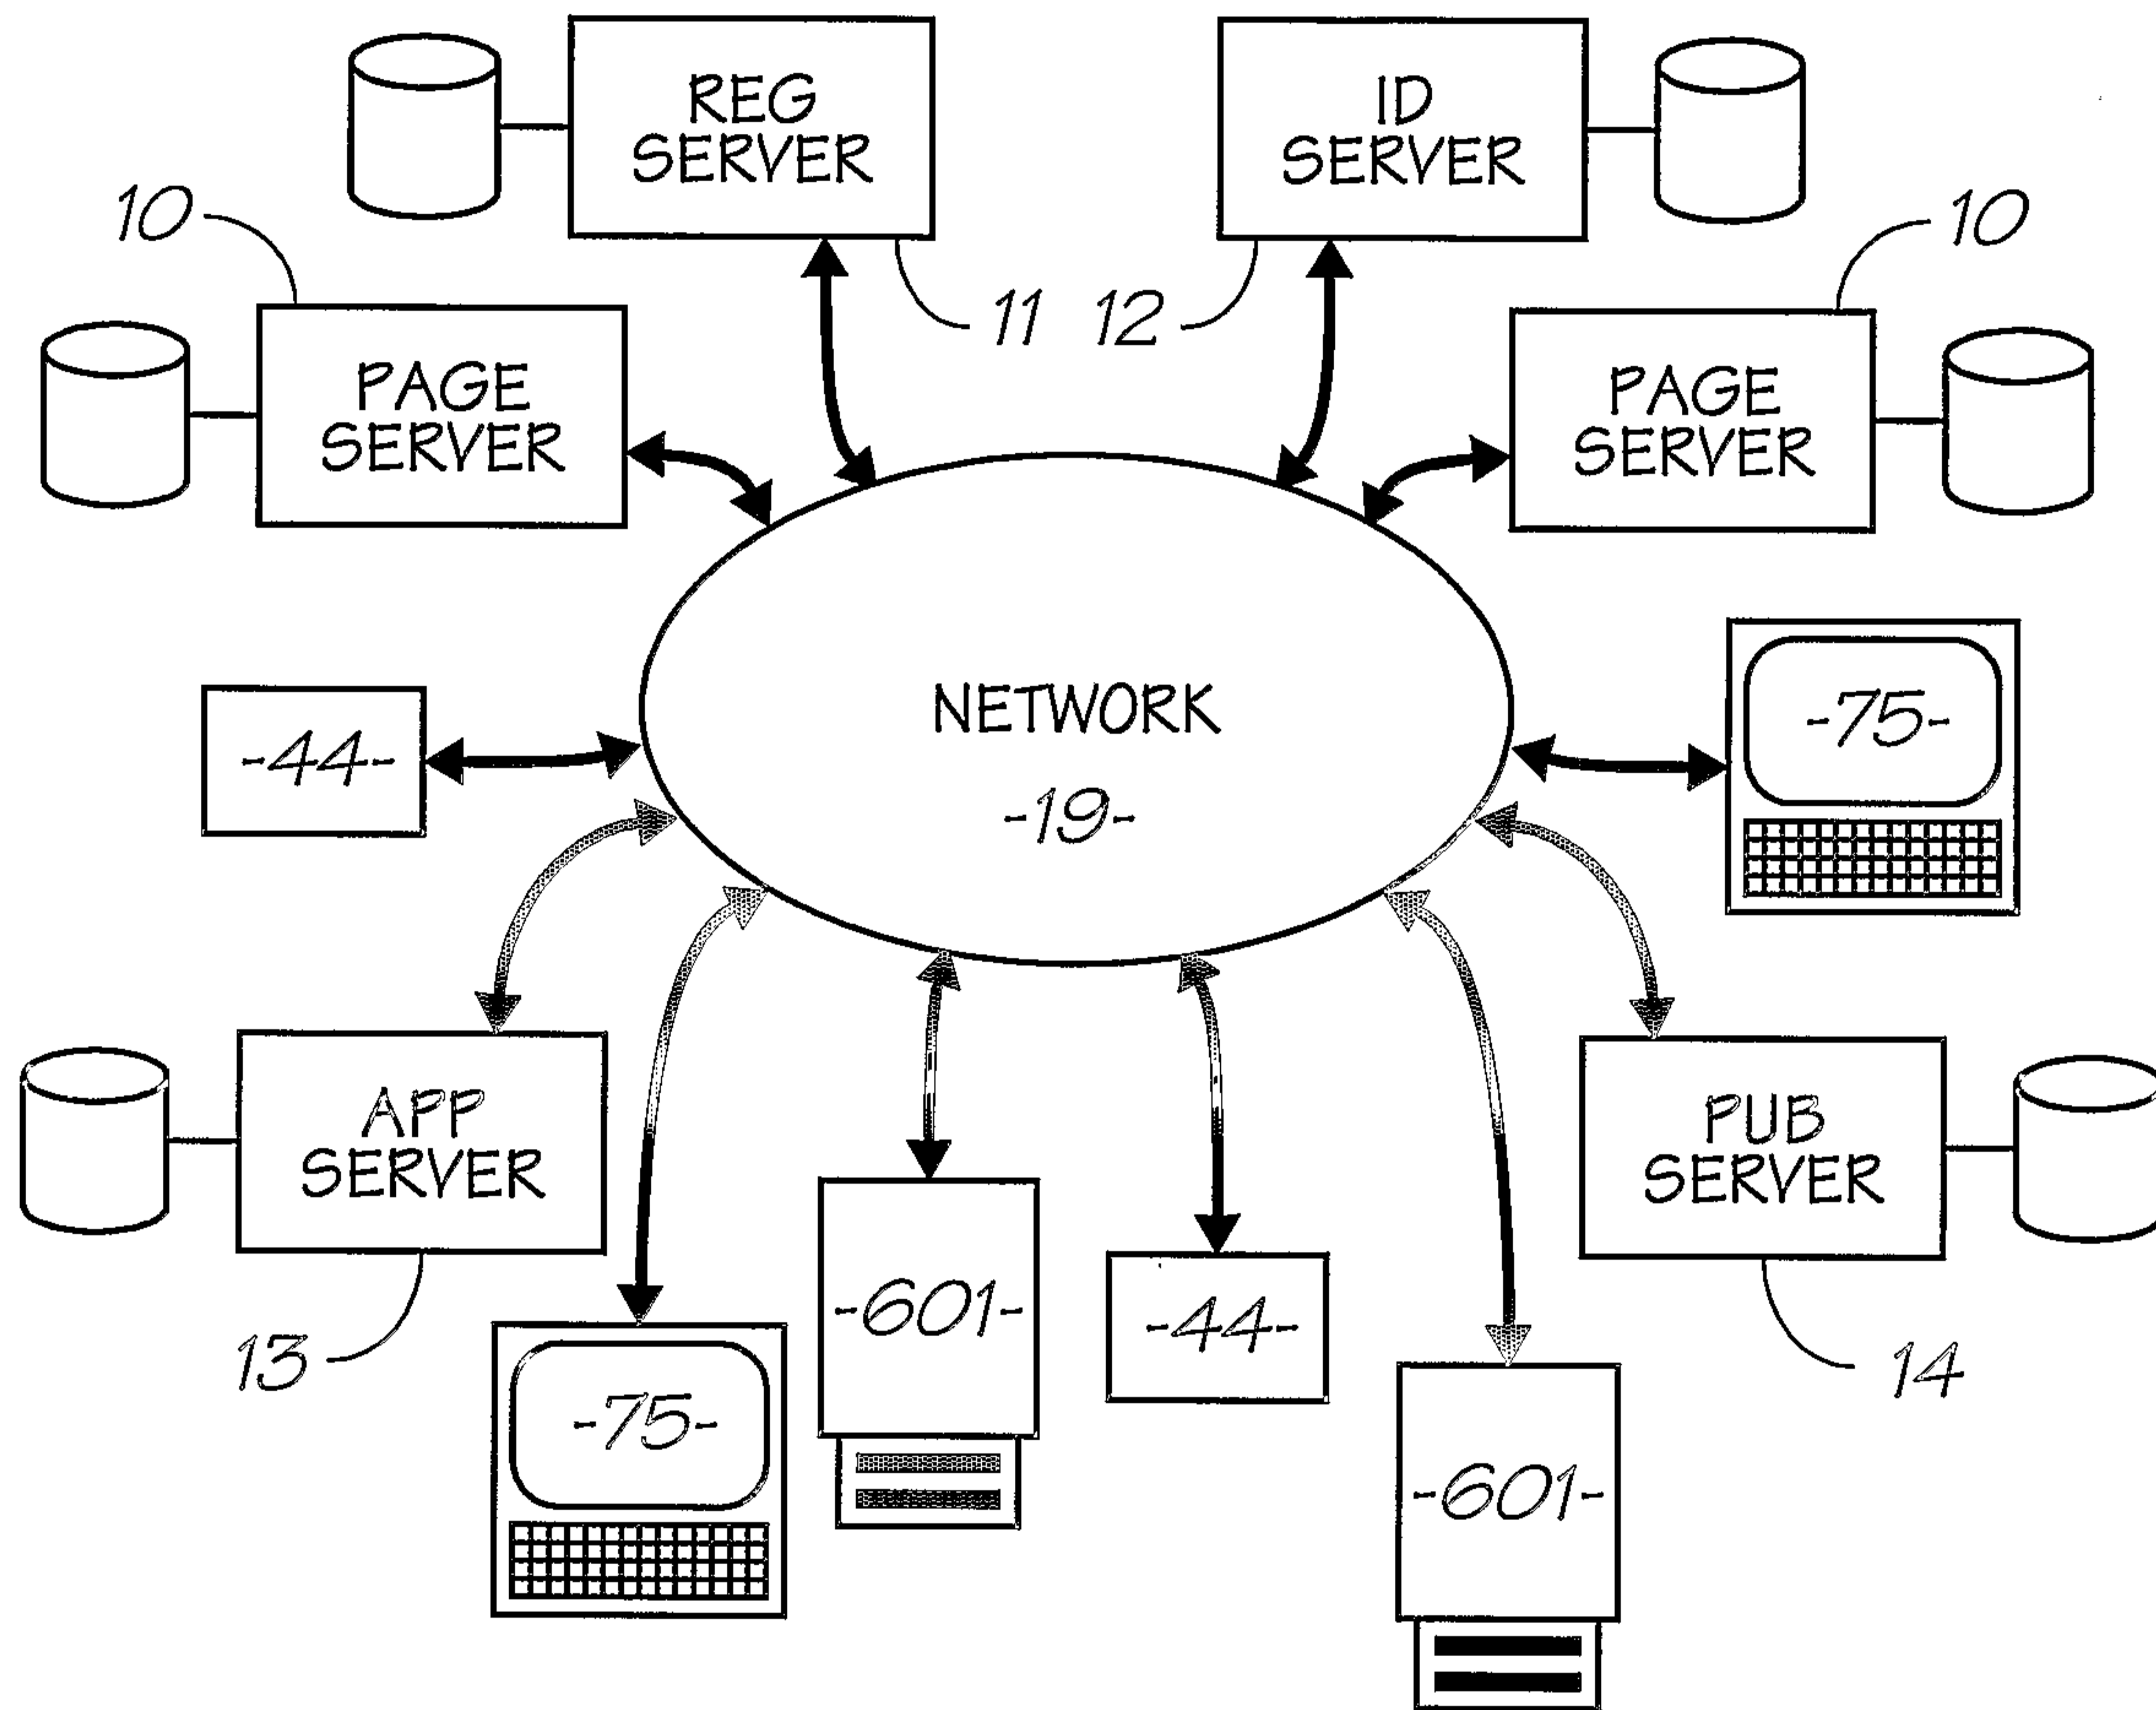 REG
SERVER
ID
SERVER
10
10
11
12
PAGE
SERVER
PAGE
SERVER
NETWORK
-19-
-44-
-75-
APP
SERVER
PUB
SERVER
-601-
-44-
13
14
-75-
-601-